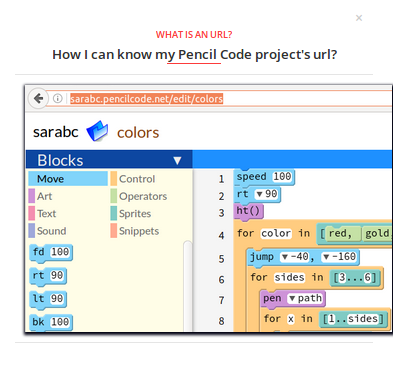 ×
WHAT IS AN URL?
How I can know my Pencil Code project's url?
sarabc.pencilcode.net/edit/colors
sarabc colors
Blocks ▼
Move Control
Art Operators
Text Sprites
Sound Snippets
fd 100
rt 90
lt 90
bk 100
1 speed 100
2 rt ▼90
3 ht()
4 for color in [red, gold
5 jump ▼-40, ▼-160
6 for sides in [3...6]
7 pen ▼path
8 for x in [1..sides]